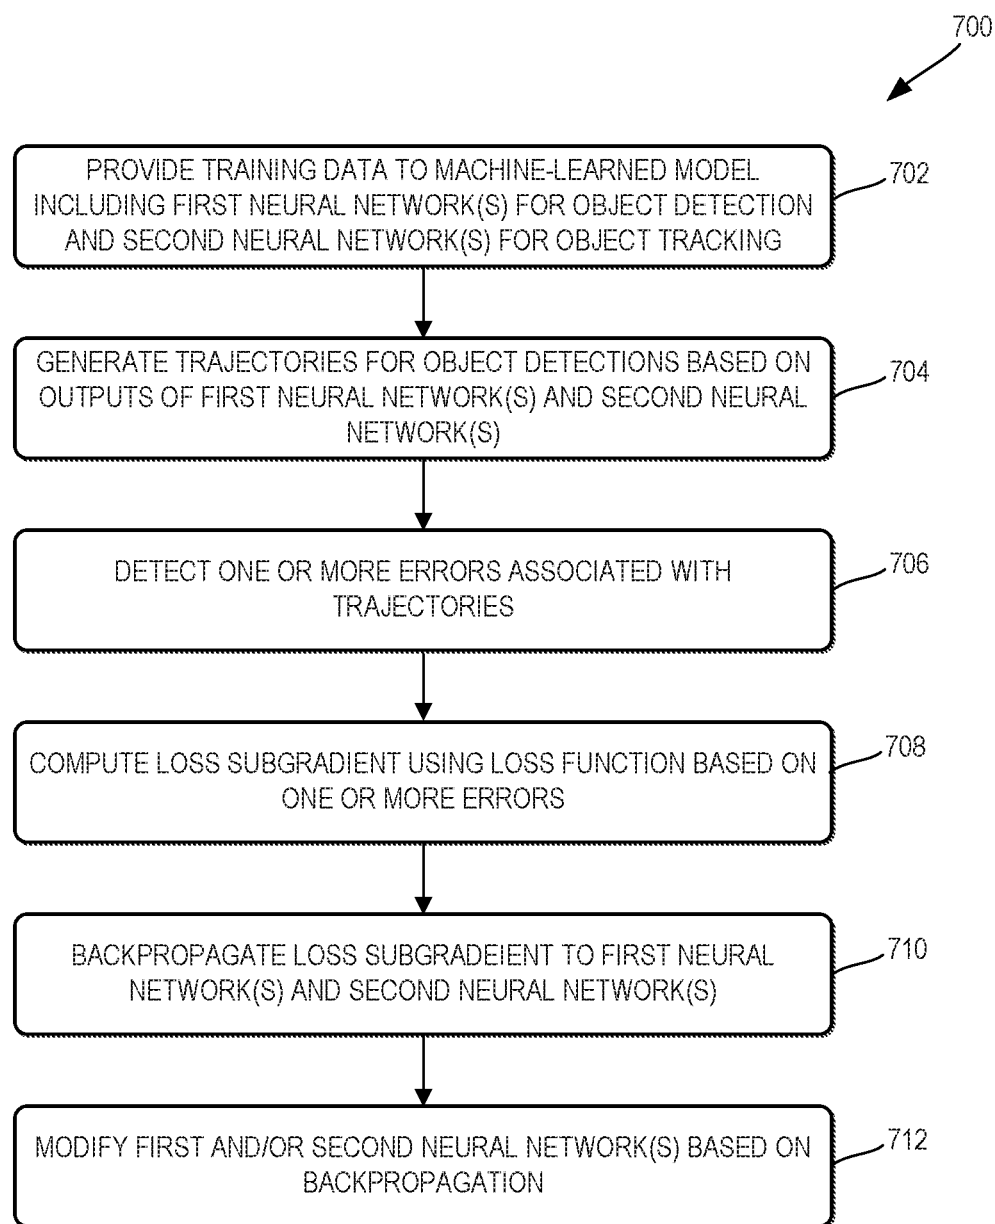 700
PROVIDE TRAINING DATA TO MACHINE-LEARNED MODEL
INCLUDING FIRST NEURAL NETWORK(S) FOR OBJECT DETECTION
AND SECOND NEURAL NETWORK(S) FOR OBJECT TRACKING
702
GENERATE TRAJECTORIES FOR OBJECT DETECTIONS BASED ON
OUTPUTS OF FIRST NEURAL NETWORK(S) AND SECOND NEURAL
NETWORK(S)
704
DETECT ONE OR MORE ERRORS ASSOCIATED WITH
TRAJECTORIES
706
COMPUTE LOSS SUBGRADIENT USING LOSS FUNCTION BASED ON
ONE OR MORE ERRORS
708
BACKPROPAGATE LOSS SUBGRADEIENT TO FIRST NEURAL
NETWORK(S) AND SECOND NEURAL NETWORK(S)
710
MODIFY FIRST AND/OR SECOND NEURAL NETWORK(S) BASED ON
BACKPROPAGATION
712